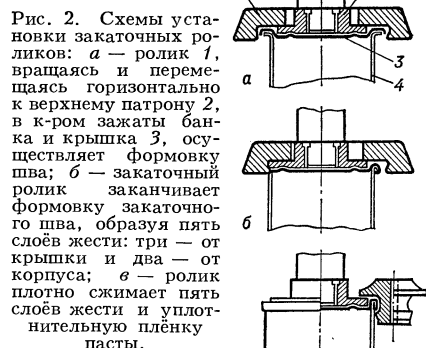 Рис. 2. Схемы уста-
новки закаточных ро-
ликов: а — ролик 1,
вращаясь и переме-
щаясь горизонтально
к верхнему патрону 2,
в к-ром зажаты бан-
ка и крышка 3, осу-
ществляет формовку
шва; б — закаточный
ролик заканчивает
формовку закаточно-
го шва, образуя пять
слоёв жести: три — от
крышки и два — от
корпуса; в — ролик
плотно сжимает пять
слоёв жести и уплот-
нительную плёнку
пасты.
3
а
4
б